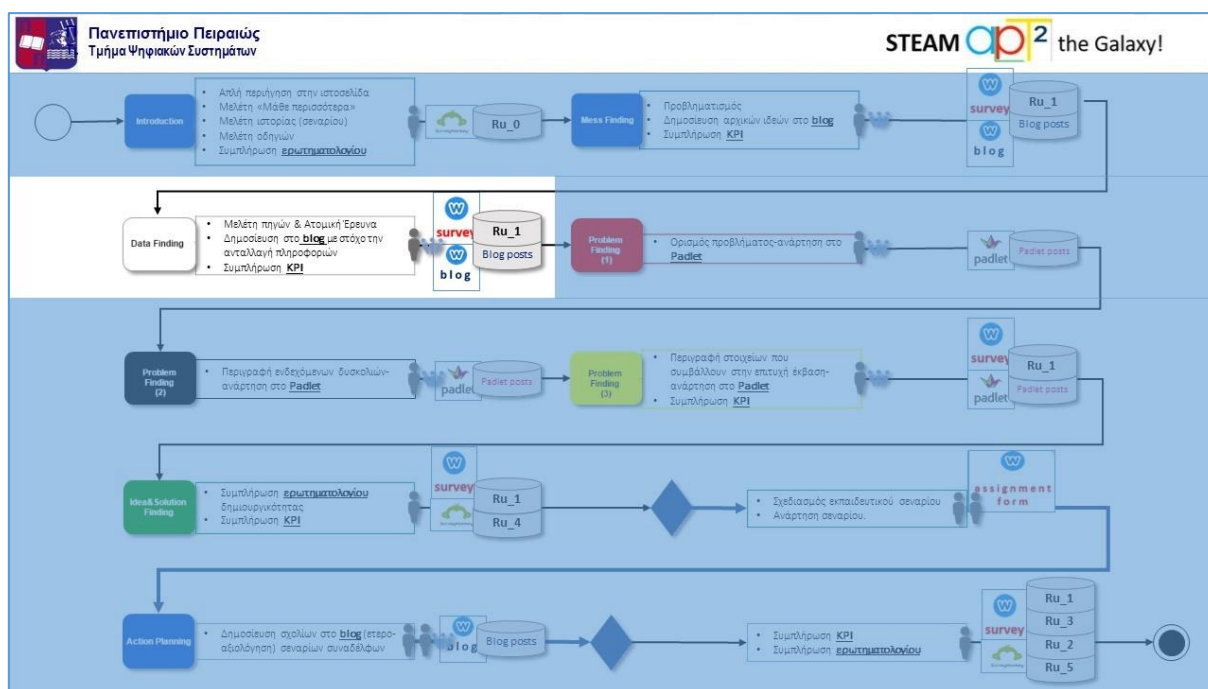 Πανεπιστήμιο Πειραιώς
Τμήμα Ψηφιακών Συστημάτων
STEAM apT² the Galaxy!
Introduction
• Απλή περιήγηση στην ιστοσελίδα
• Μελέτη «Μάθε περισσότερα»
• Μελέτη ιστορίας (σεναρίου)
• Μελέτη οδηγιών
• Συμπλήρωση ερωτηματολογίου
Ru_0
Mess Finding
• Προβληματισμός
• Δημοσίευση αρχικών ιδεών στο blog
• Συμπλήρωση KPI
survey
blog
Ru_1
Blog posts
Data Finding
• Μελέτη πηγών & Ατομική Έρευνα
• Δημοσίευση στο blog με στόχο την
ανταλλαγή πληροφοριών
• Συμπλήρωση KPI
survey
blog
Ru_1
Blog posts
Problem
Finding
(1)
• Ορισμός προβλήματος-ανάρτηση στο
Padlet
padlet
Padlet posts
Problem
Finding
(2)
• Περιγραφή ενδεχόμενων δυσκολιών-
ανάρτηση στο Padlet
padlet
Padlet posts
Problem
Finding
(3)
• Περιγραφή στοιχείων που
συμβάλλουν στην επιτυχή έκβαση-
ανάρτηση στο Padlet
• Συμπλήρωση KPI
survey
padlet
Ru_1
Padlet posts
Idea&Solution
Finding
• Συμπλήρωση ερωτηματολογίου
δημιουργικότητας
• Συμπλήρωση KPI
survey
Ru_1
Ru_4
• Σχεδιασμός εκπαιδευτικού σεναρίου
• Ανάρτηση σεναρίου.
assignment
form
Action Planning
• Δημοσίευση σχολίων στο blog (ετερο-
αξιολόγηση) σεναρίων συναδέλφων
blog
Blog posts
• Συμπλήρωση KPI
• Συμπλήρωση ερωτηματολογίου
survey
Ru_1
Ru_3
Ru_2
Ru_5